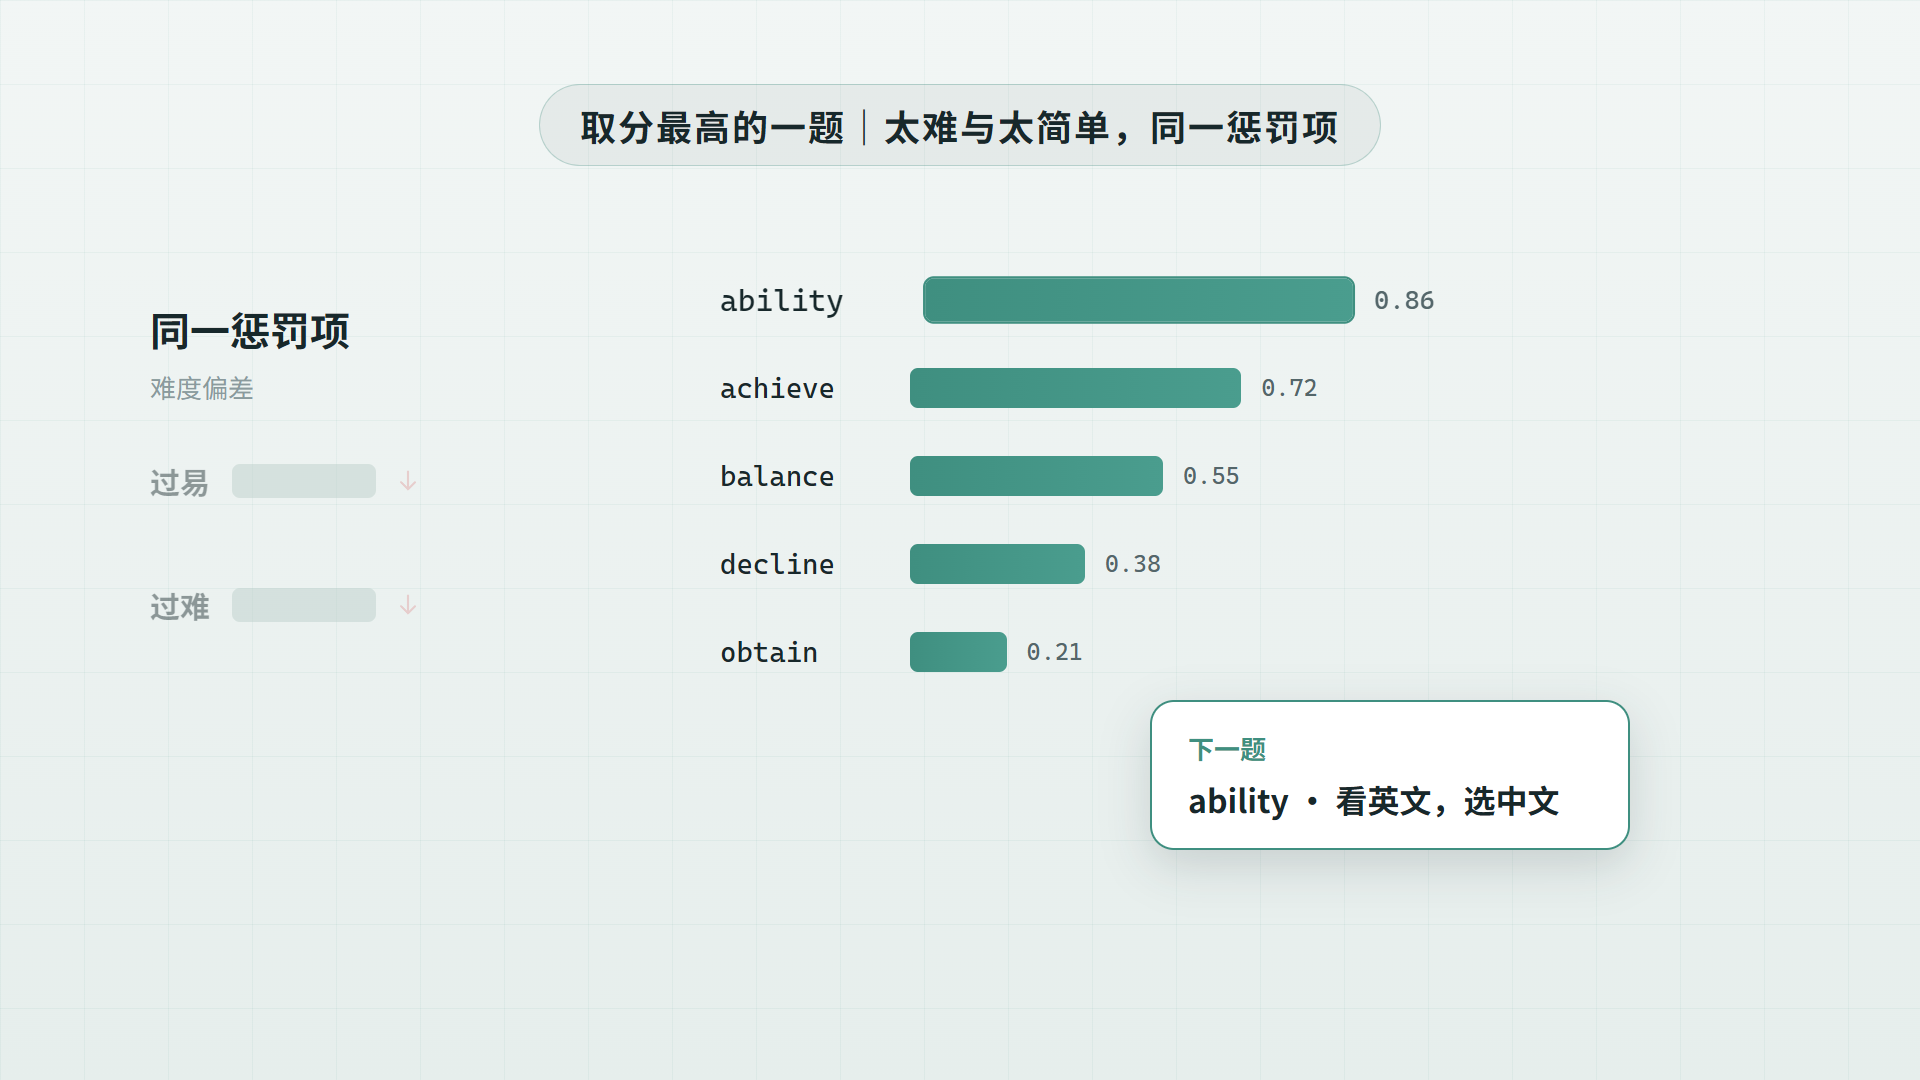 取分最高的一题｜太难与太简单，同一惩罚项
同一惩罚项
难度偏差
过易 ↓
过难 ↓
ability 0.86
achieve 0.72
balance 0.55
decline 0.38
obtain 0.21
下一题
ability · 看英文，选中文